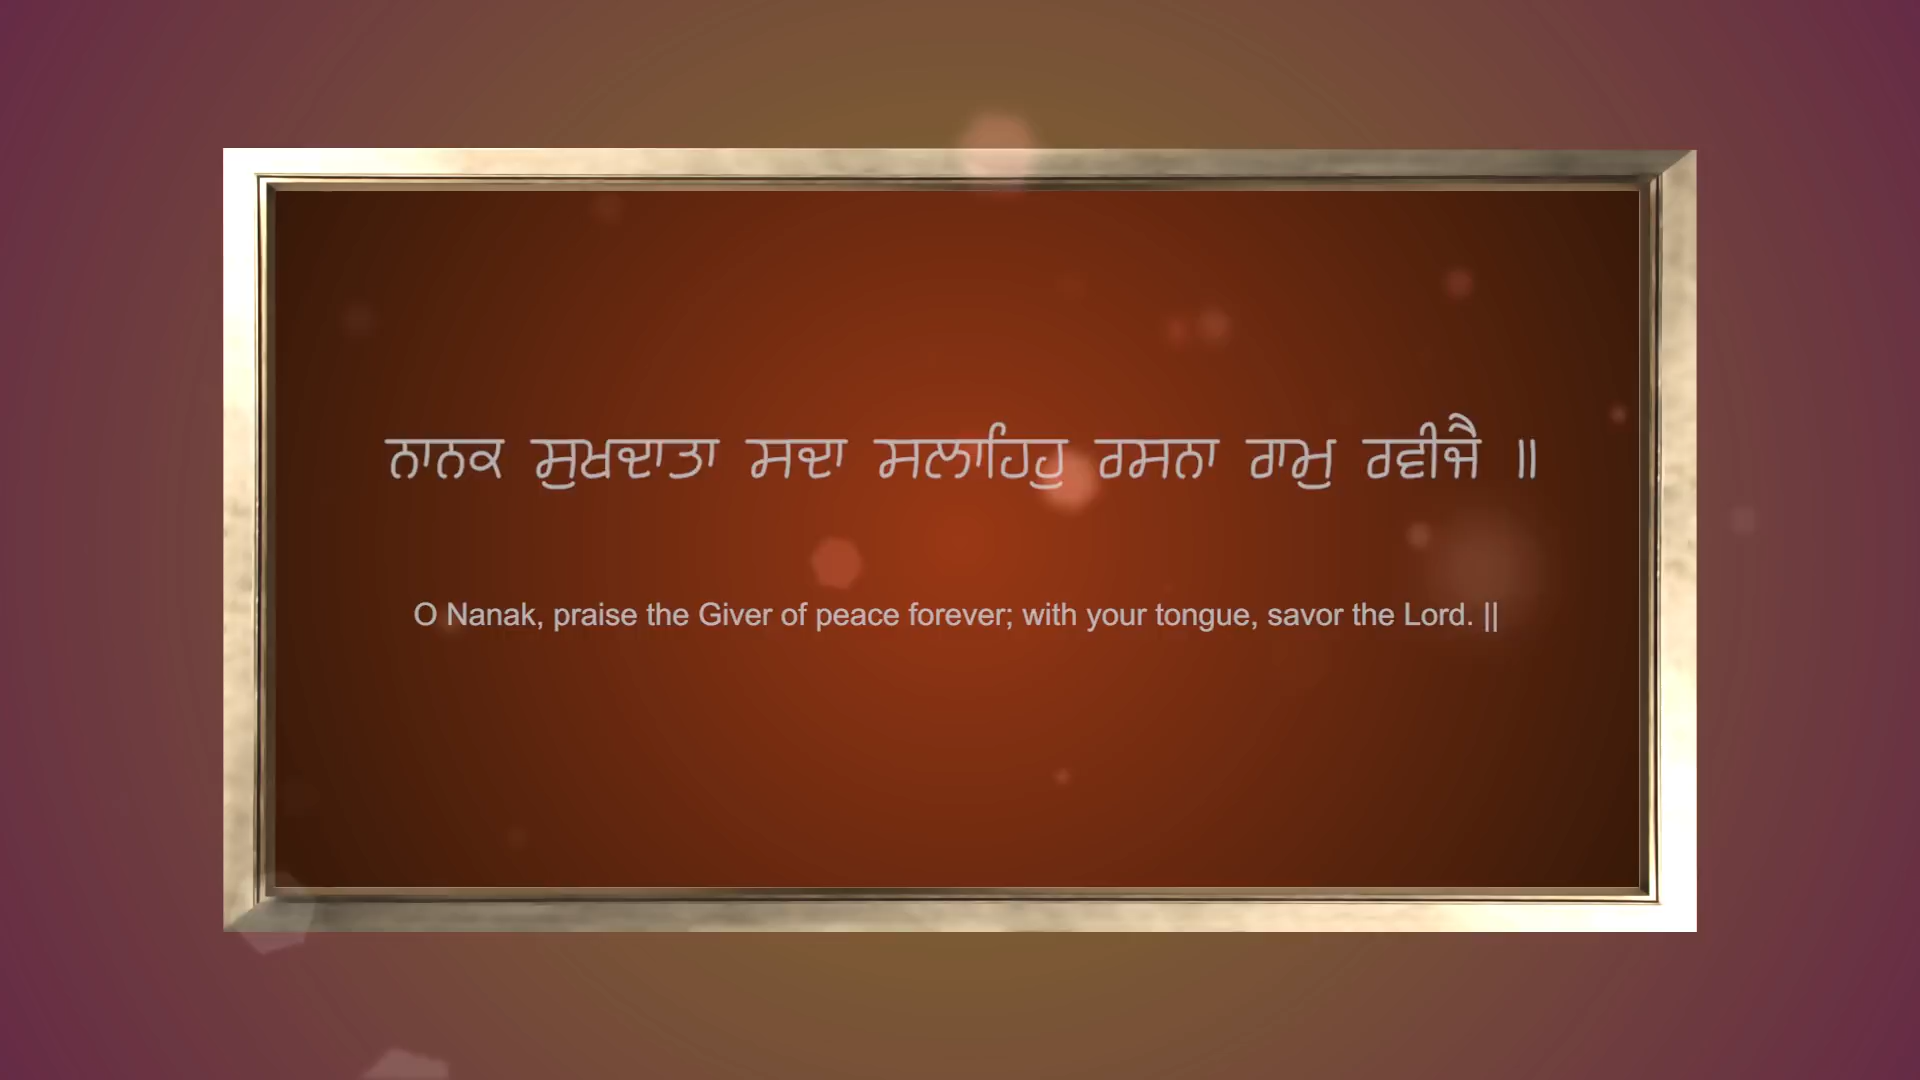 ਨਾਨਕ ਸੁਖਦਾਤਾ ਸਦਾ ਸਲਾਹਿਹੁ ਰਸਨਾ ਰਾਮੁ ਰਵੀਜੈ ॥
O Nanak, praise the Giver of peace forever; with your tongue, savor the Lord. ||